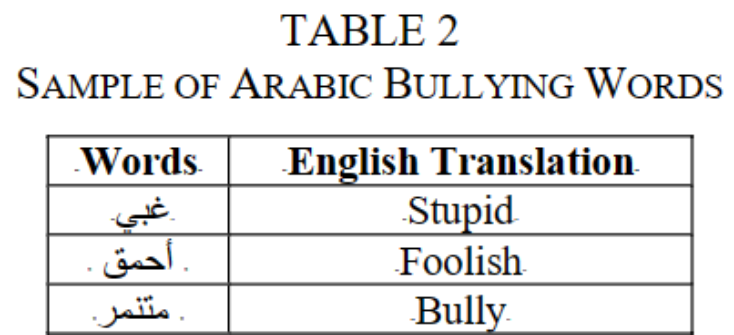 TABLE 2
SAMPLE OF ARABIC BULLYING WORDS
Words English Translation
غبي Stupid
أحمق Foolish
متنمر Bully